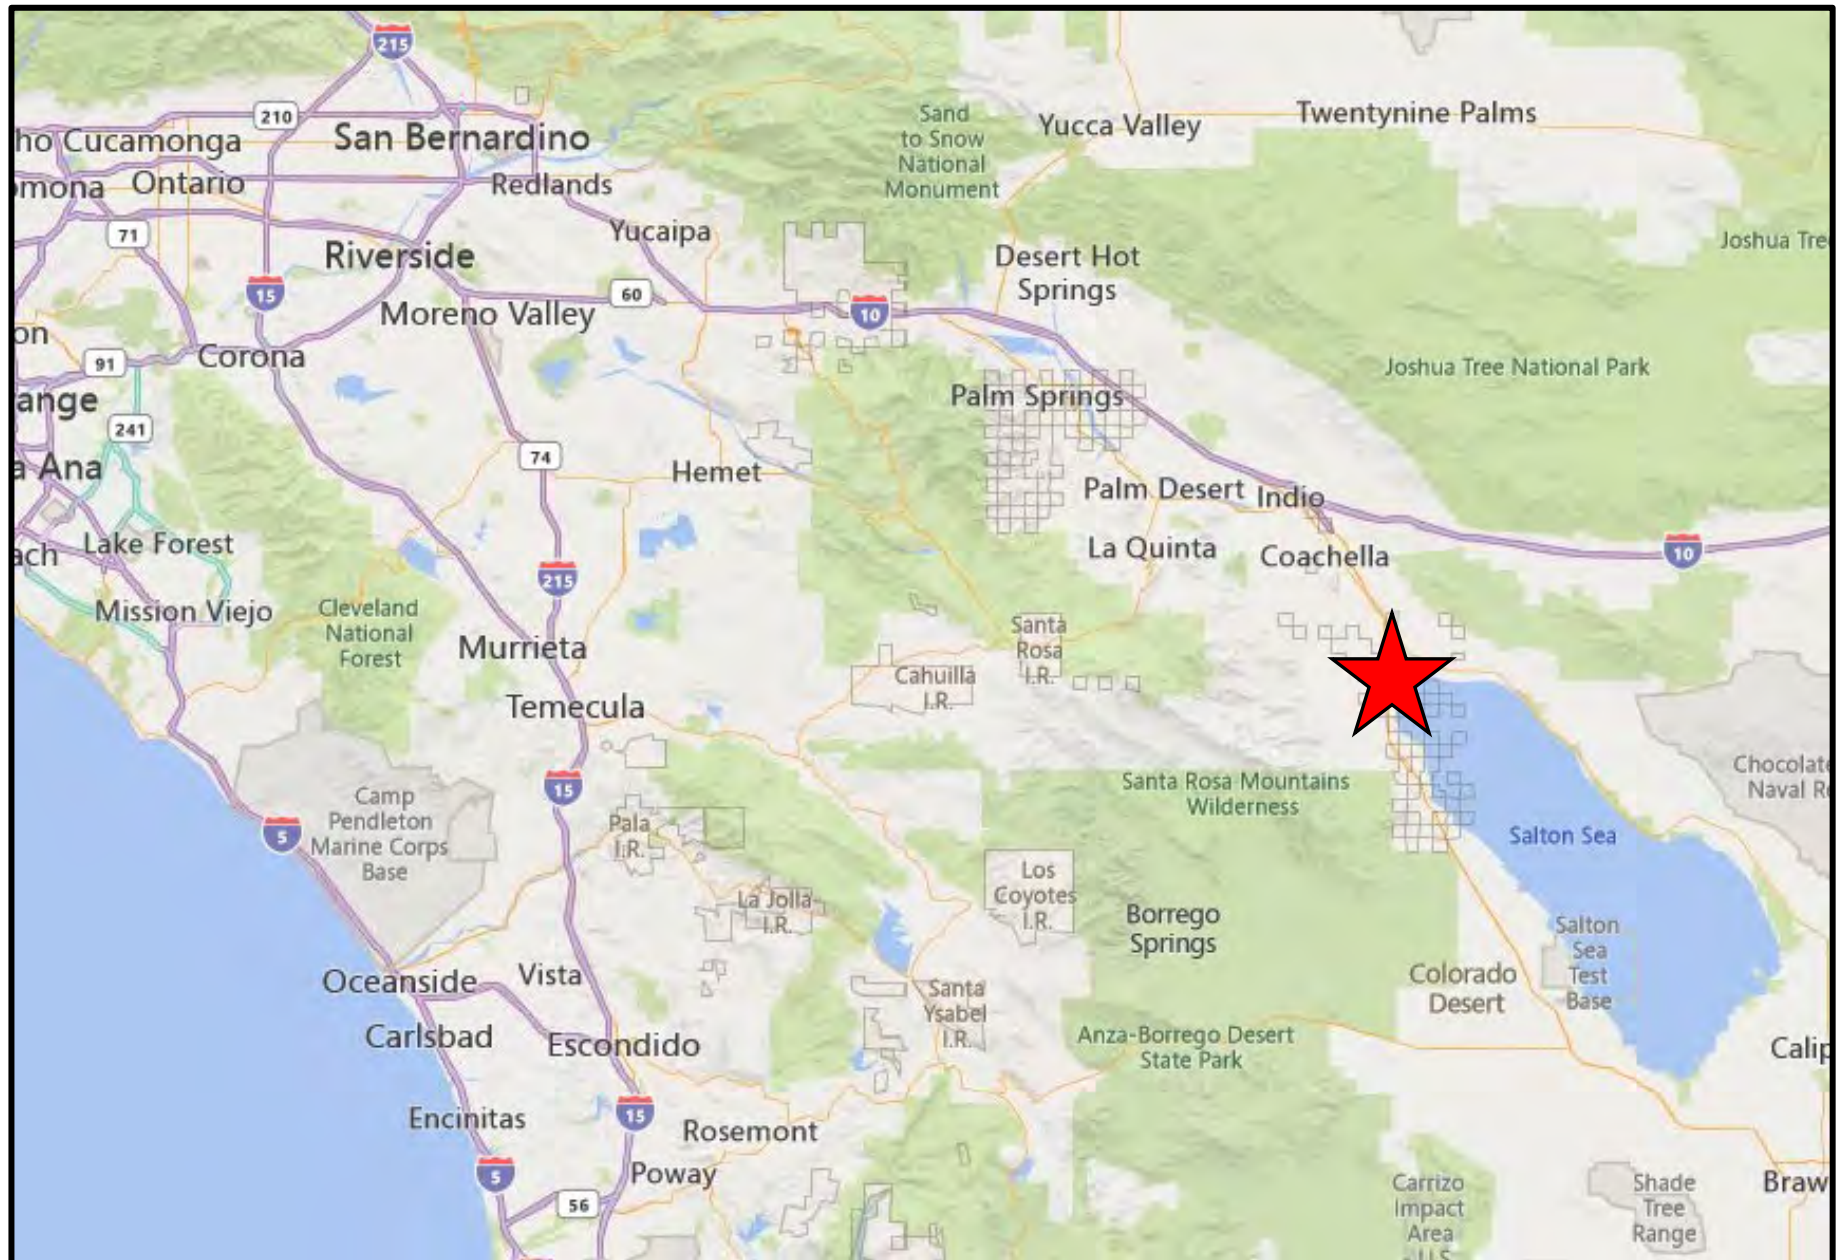 215
210
Sand
to Snow
National
Monument
Yucca Valley
Twentynine Palms
ho Cucamonga
San Bernardino
omona
Ontario
Redlands
71
Yucaipa
Joshua Tre
Riverside
Desert Hot
Springs
15
60
Moreno Valley
10
on
91
Corona
Joshua Tree National Park
ange
Palm Springs
241
a Ana
74
Hemet
Palm Desert
Indio
ach
Lake Forest
La Quinta
Coachella
10
215
Mission Viejo
Cleveland
National
Forest
Santa
Rosa
I.R.
Murrieta
Cahuilla
I.R.
Temecula
Chocolate
Naval R
Santa Rosa Mountains
Wilderness
15
Camp
Pendleton
Marine Corps
Base
5
Pala
I.R.
Salton Sea
La Jolla
I.R.
Los
Coyotes
I.R.
Borrego
Springs
Salton
Sea
Test
Base
Oceanside
Vista
Santa
Ysabel
I.R.
Colorado
Desert
Carlsbad
Escondido
Anza-Borrego Desert
State Park
Calip
Encinitas
15
Rosemont
5
Poway
56
Carrizo
Impact
Area
- U.S.
Shade
Tree
Range
Braw